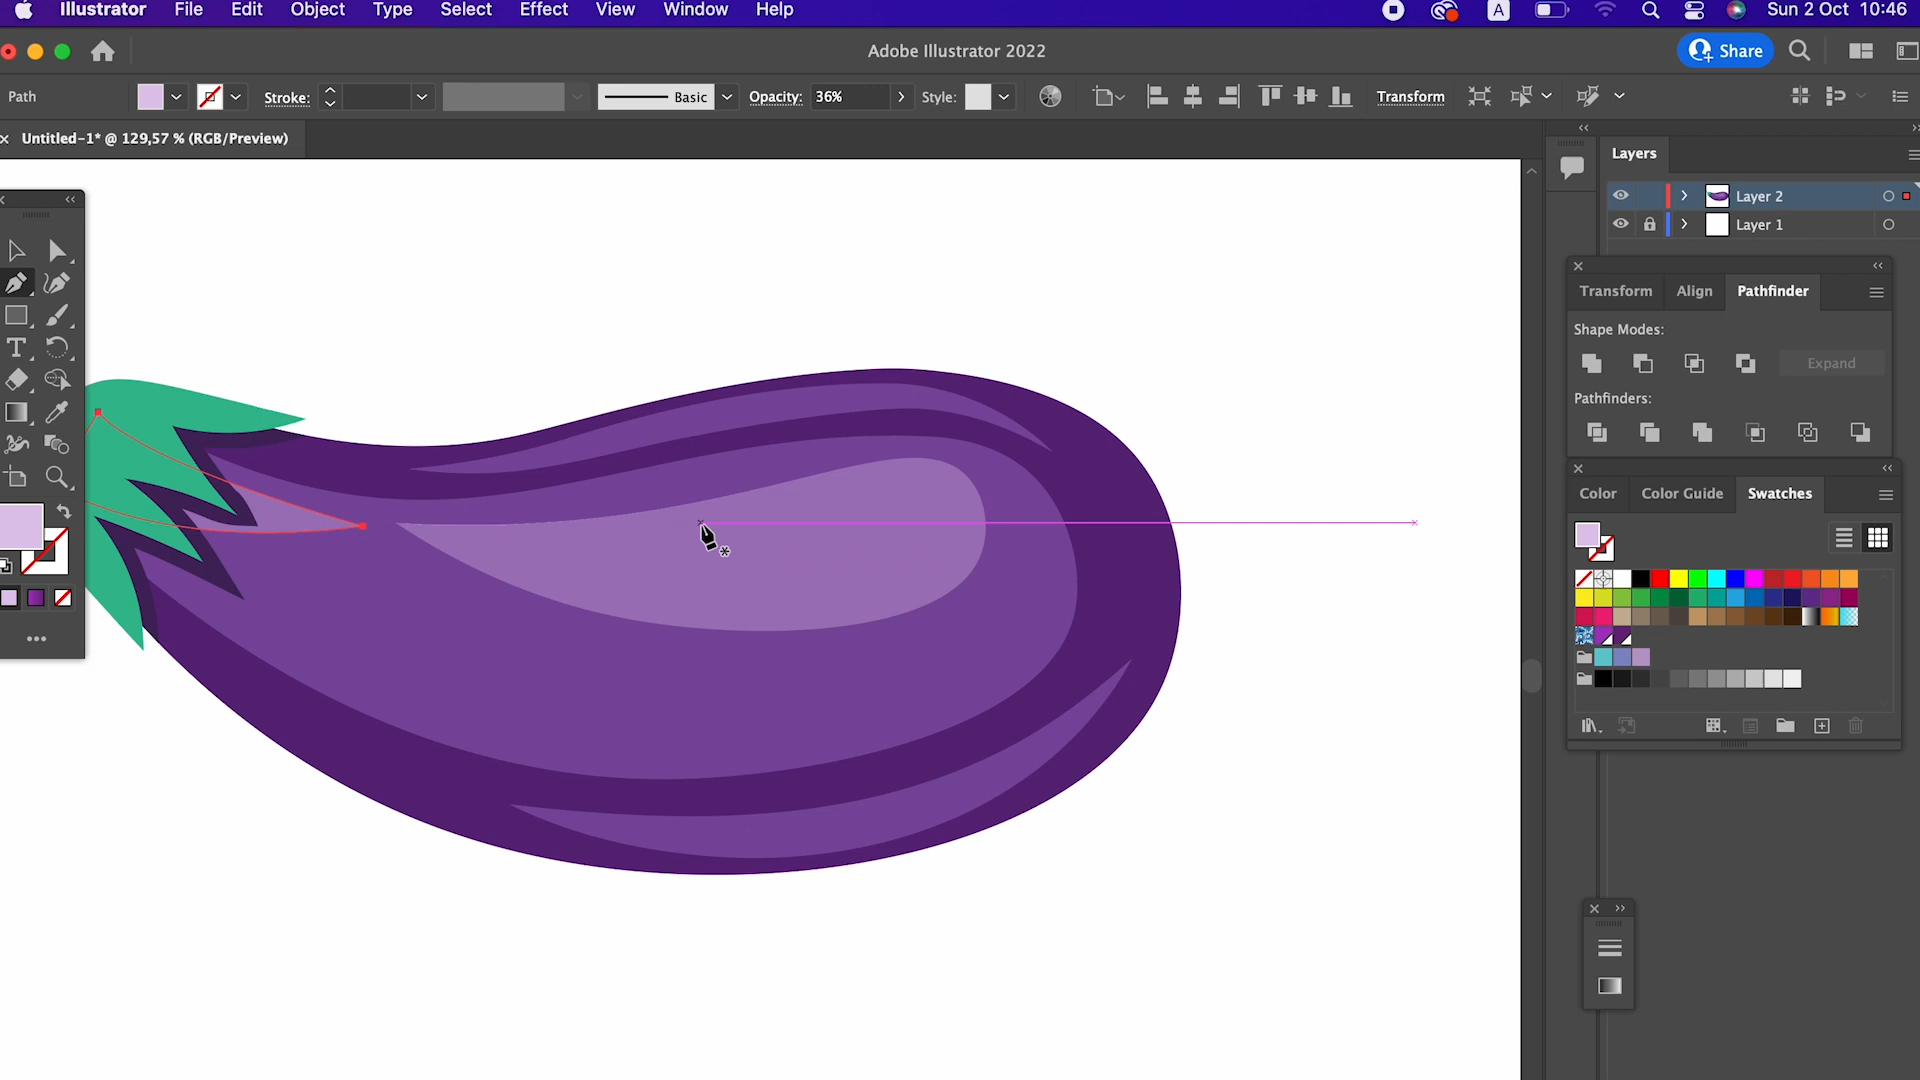 Illustrator File Edit Object Type Select Effect View Window Help A Sun 2 Oct 10:46
Adobe Illustrator 2022 Share
Path Stroke: Basic Opacity: 36% Style: Transform
Untitled-1* @ 129,57 % (RGB/Preview)
Layers
Layer 2
Layer 1
Transform Align Pathfinder
Shape Modes:
Expand
Pathfinders:
Color Color Guide Swatches